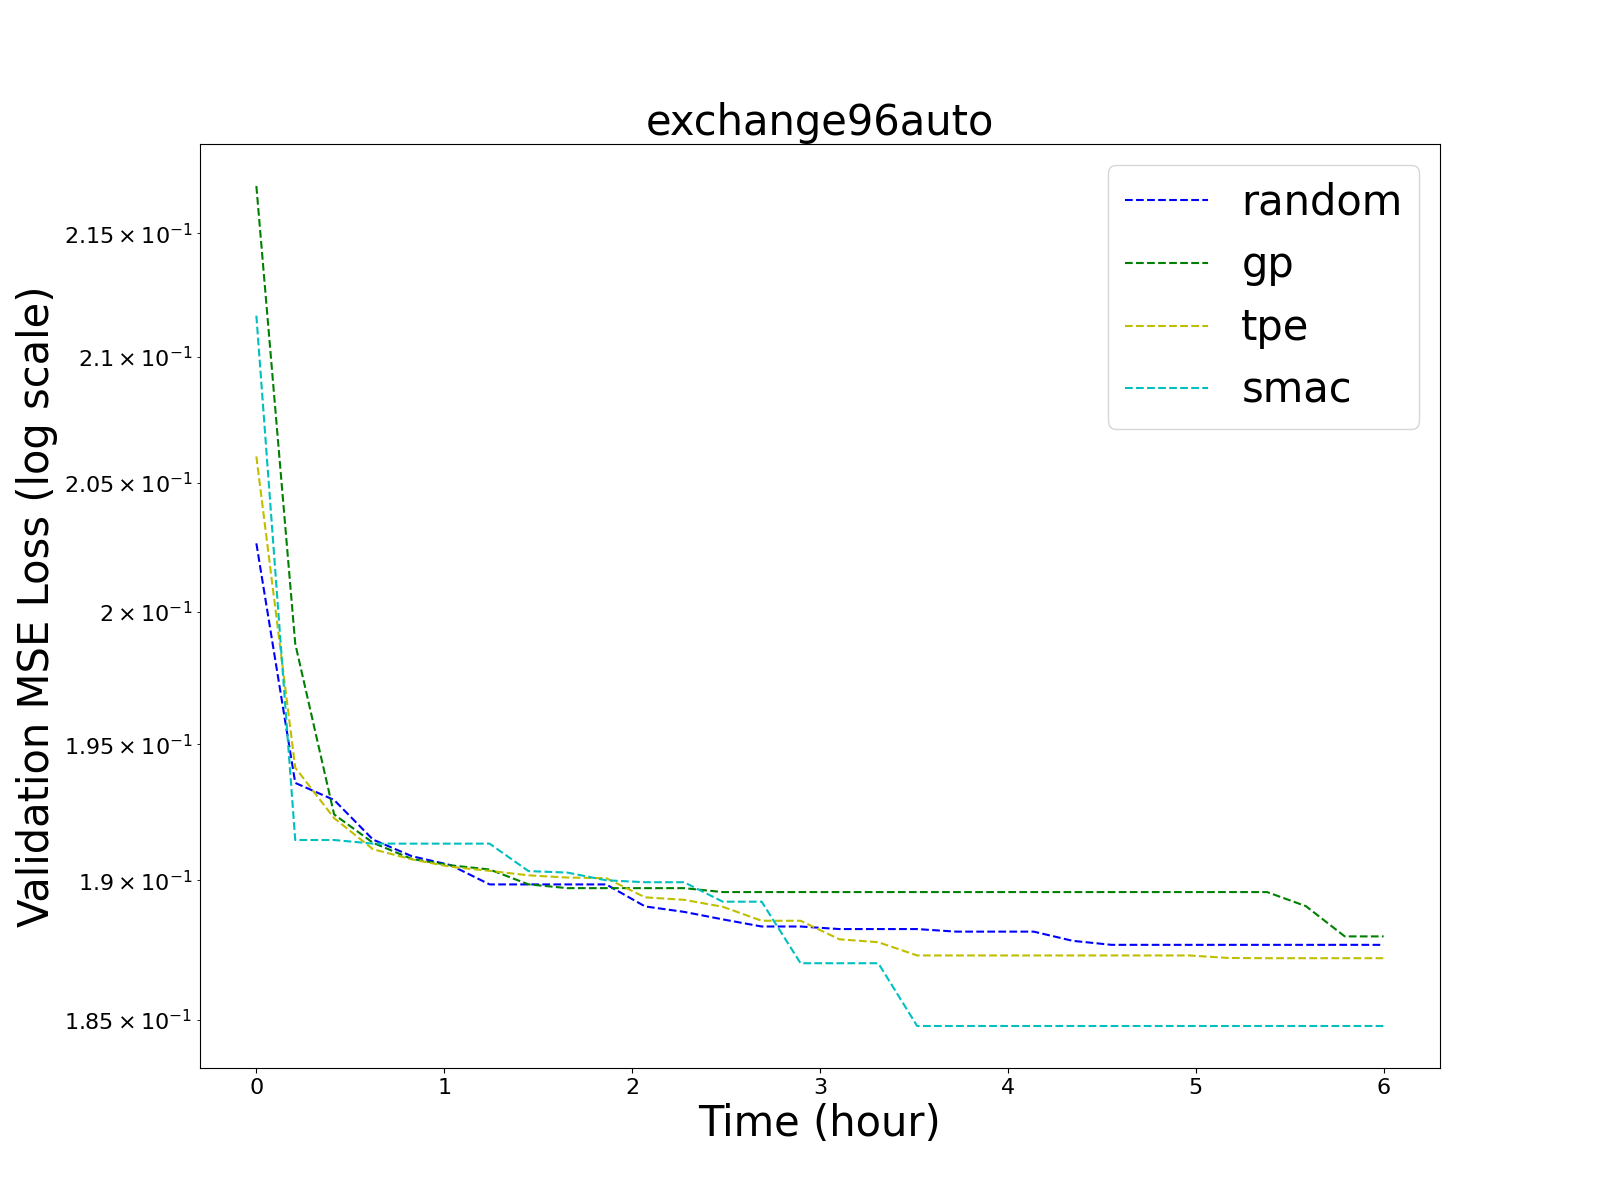 exchange96auto
random
gp
tpe
smac
Validation MSE Loss (log scale)
2.15 × 10⁻¹
2.1 × 10⁻¹
2.05 × 10⁻¹
2 × 10⁻¹
1.95 × 10⁻¹
1.9 × 10⁻¹
1.85 × 10⁻¹
0 1 2 3 4 5 6
Time (hour)